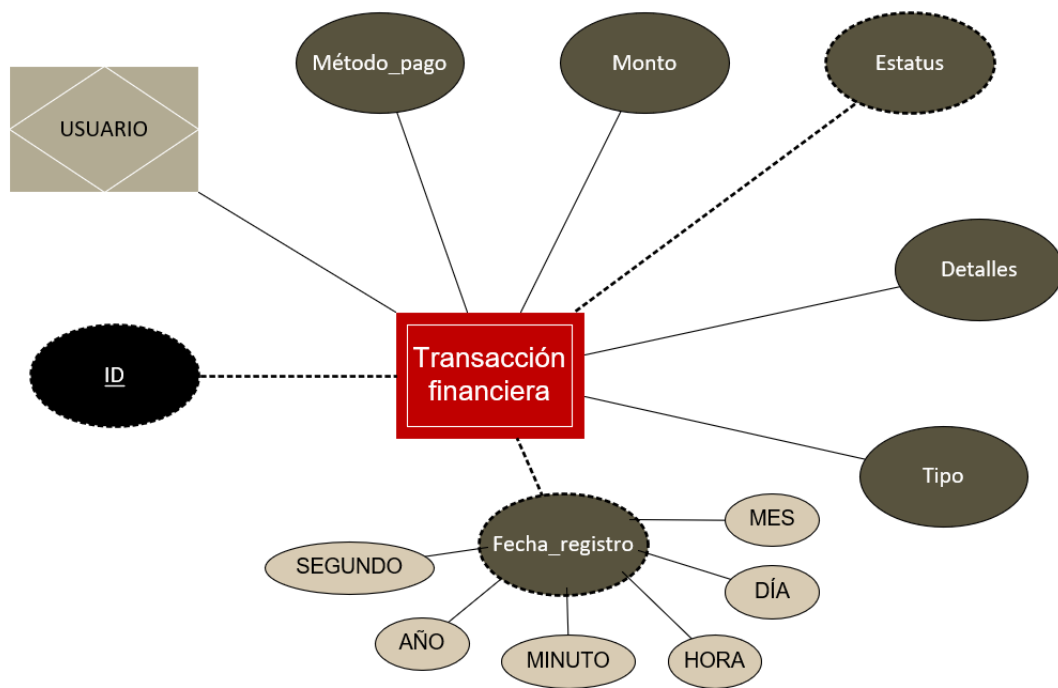 Método_pago
Monto
Estatus
USUARIO
Detalles
Transacción
financiera
ID
Tipo
MES
Fecha_registro
SEGUNDO
DÍA
AÑO
MINUTO
HORA